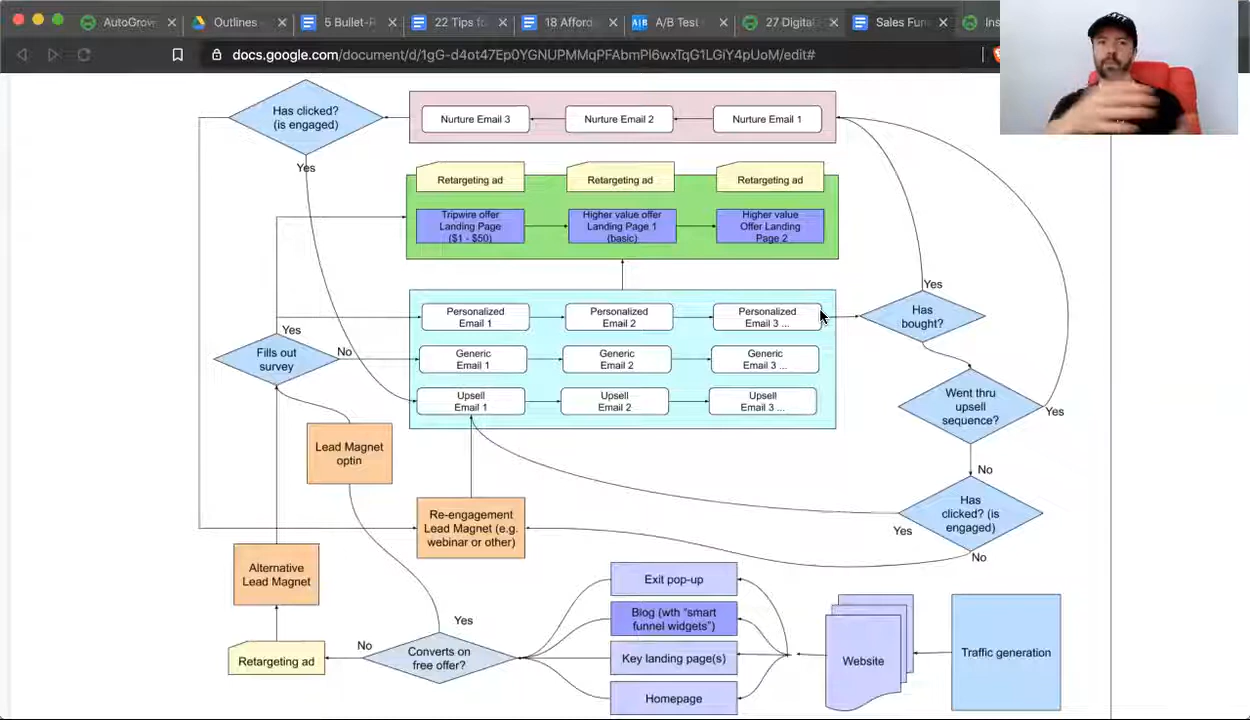 AutoGrow
Outlines
5 Bullet-
22 Tips
18 Afford
A/B Test
27 Digital
Sales Fun
Ins
docs.google.com/document/d/1gG-d4ot47Ep0YGNUPMMqPFAbmPl6wxTqG1LGiY4pUoM/edit#
Has clicked?
(is engaged)
Nurture Email 3
Nurture Email 2
Nurture Email 1
Yes
Retargeting ad
Retargeting ad
Retargeting ad
Tripwire offer
Landing Page
($1 - $50)
Higher value offer
Landing Page 1
(basic)
Higher value
Offer Landing
Page 2
Yes
Personalized
Email 1
Personalized
Email 2
Personalized
Email 3 ...
Has
bought?
Yes
Fills out
survey
No
Generic
Email 1
Generic
Email 2
Generic
Email 3 ...
Upsell
Email 1
Upsell
Email 2
Upsell
Email 3 ...
Went thru
upsell
sequence?
Yes
Lead Magnet
optin
No
Re-engagement
Lead Magnet (e.g.
webinar or other)
Has
clicked? (is
engaged)
Yes
No
Alternative
Lead Magnet
Exit pop-up
Blog (wth “smart
funnel widgets”)
Key landing page(s)
Homepage
Website
Traffic generation
Yes
Converts on
free offer?
No
Retargeting ad